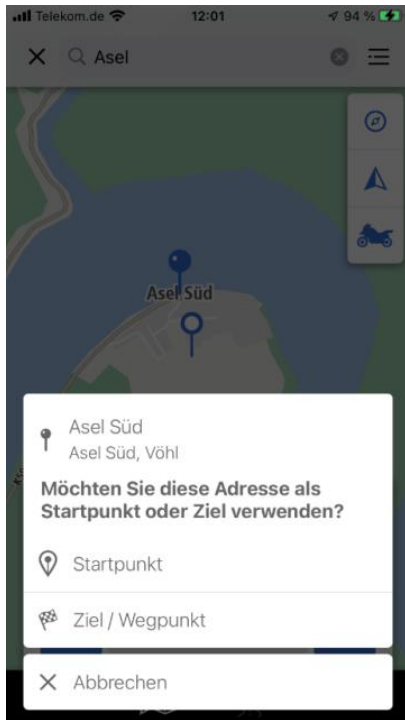 Telekom.de 12:01 94 %
Asel
Asel Süd
Asel Süd
Asel Süd, Völ
Möchten Sie diese Adresse als
Startpunkt oder Ziel verwenden?
Startpunkt
Ziel / Wegpunkt
Abbrechen